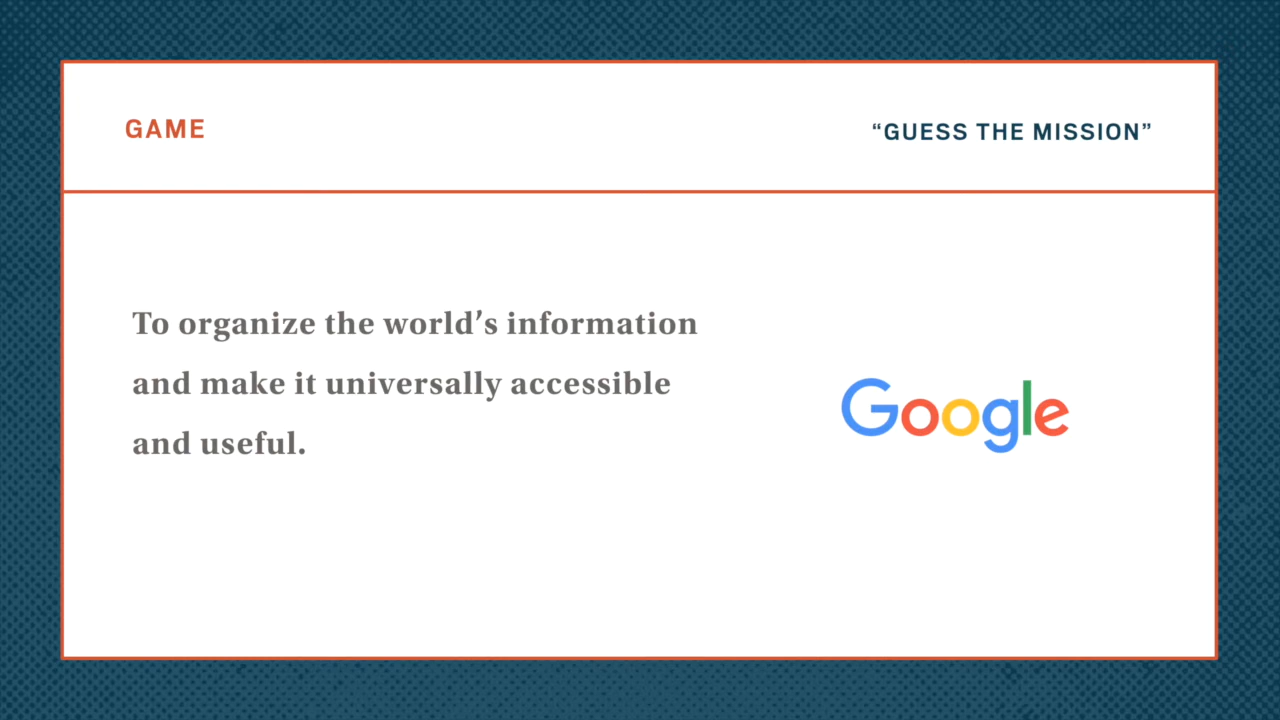 GAME
“GUESS THE MISSION”
To organize the world’s information
and make it universally accessible
and useful.
Google